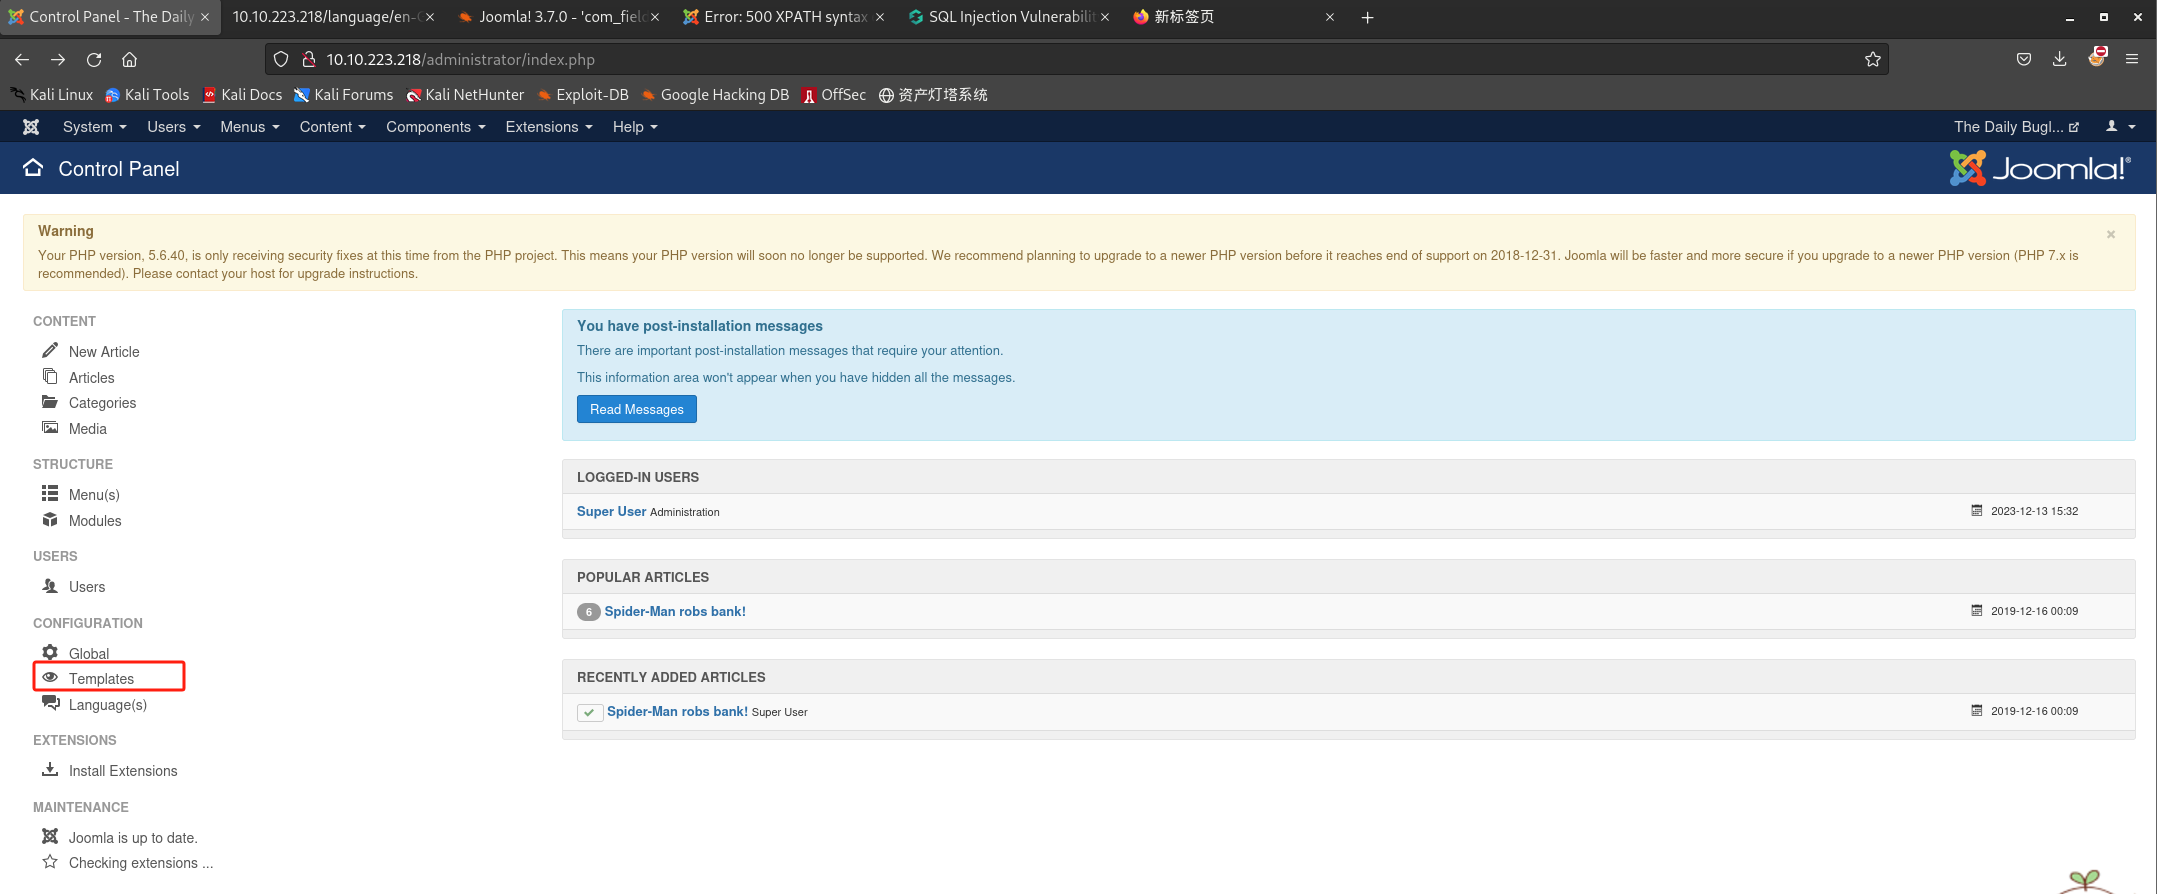 Control Panel - The Daily
10.10.223.218/language/en-G
Joomla! 3.7.0 - 'com_field
Error: 500 XPATH syntax
SQL Injection Vulnerabilit
新标签页
10.10.223.218/administrator/index.php
Kali Linux Kali Tools Kali Docs Kali Forums Kali NetHunter Exploit-DB Google Hacking DB OffSec 资产灯塔系统
System Users Menus Content Components Extensions Help The Daily Bugl...
Control Panel Joomla!®
Warning
Your PHP version, 5.6.40, is only receiving security fixes at this time from the PHP project. This means your PHP version will soon no longer be supported. We recommend planning to upgrade to a newer PHP version before it reaches end of support on 2018-12-31. Joomla will be faster and more secure if you upgrade to a newer PHP version (PHP 7.x is
recommended). Please contact your host for upgrade instructions.
CONTENT
New Article
Articles
Categories
Media
STRUCTURE
Menu(s)
Modules
USERS
Users
CONFIGURATION
Global
Templates
Language(s)
EXTENSIONS
Install Extensions
MAINTENANCE
Joomla is up to date.
Checking extensions ...
You have post-installation messages
There are important post-installation messages that require your attention.
This information area won't appear when you have hidden all the messages.
Read Messages
LOGGED-IN USERS
Super User Administration 2023-12-13 15:32
POPULAR ARTICLES
6 Spider-Man robs bank! 2019-12-16 00:09
RECENTLY ADDED ARTICLES
Spider-Man robs bank! Super User 2019-12-16 00:09